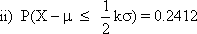 ii) P(X − μ ≤ 1/2 kσ) = 0.2412